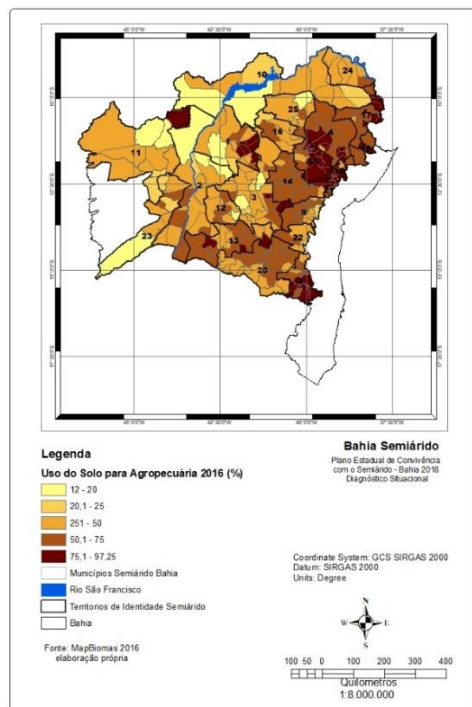 10
24
25
17
16
4
11
14
2
3
12
9
23
13
22
20
Legenda
Uso do Solo para Agropecuária 2016 (%)
12 - 20
20,1 - 25
251 - 50
50,1 - 75
75,1 - 97,25
Municípios Semiárido Bahia
Rio São Francisco
Territorios de Identidade Semiárido
Bahia
Fonte: MapBiomas 2016
elaboração própria
Bahia Semiárido
Plano Estadual de Convivência
com o Semiárido - Bahia 2018
Diagnóstico Situacional
Coordinate System: GCS SIRGAS 2000
Datum: SIRGAS 2000
Units: Degree
N
W E
S
100 50 0 100 200 300 400
Quilometros
1:8.000.000